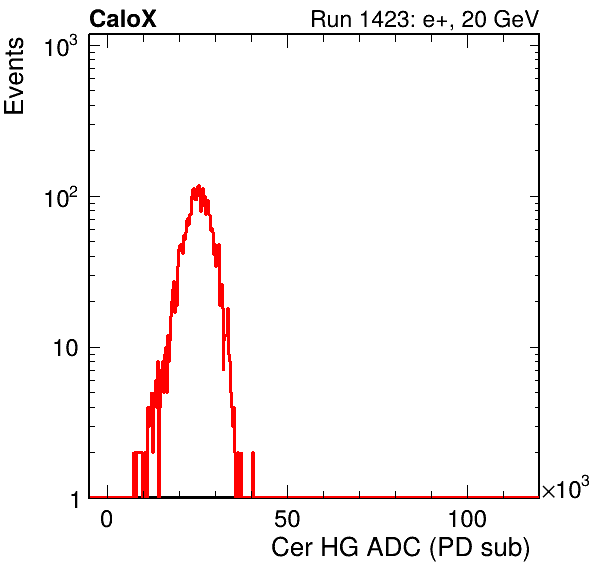 CaloX Run 1423: e+, 20 GeV
Events
10³
10²
10
1
0 50 100 ×10³
Cer HG ADC (PD sub)